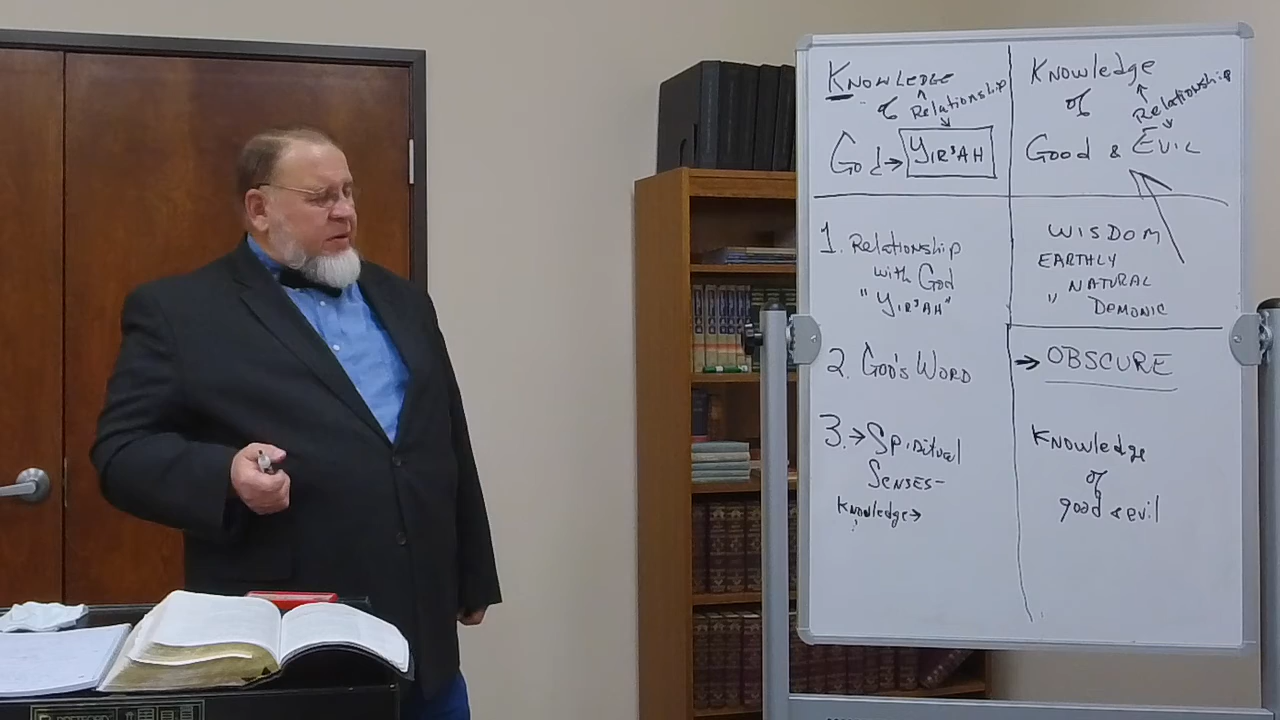 Knowledge
of Relationship
God → Yir'ah
1. Relationship
with God
"Yir'ah"
2. God's Word
3. → Spiritual
Senses-
Knowledge →
Knowledge
of Relationship
Good & Evil
Wisdom
Earthly
" Natural
" Demonic
→ OBSCURE
Knowledge
of
good & evil